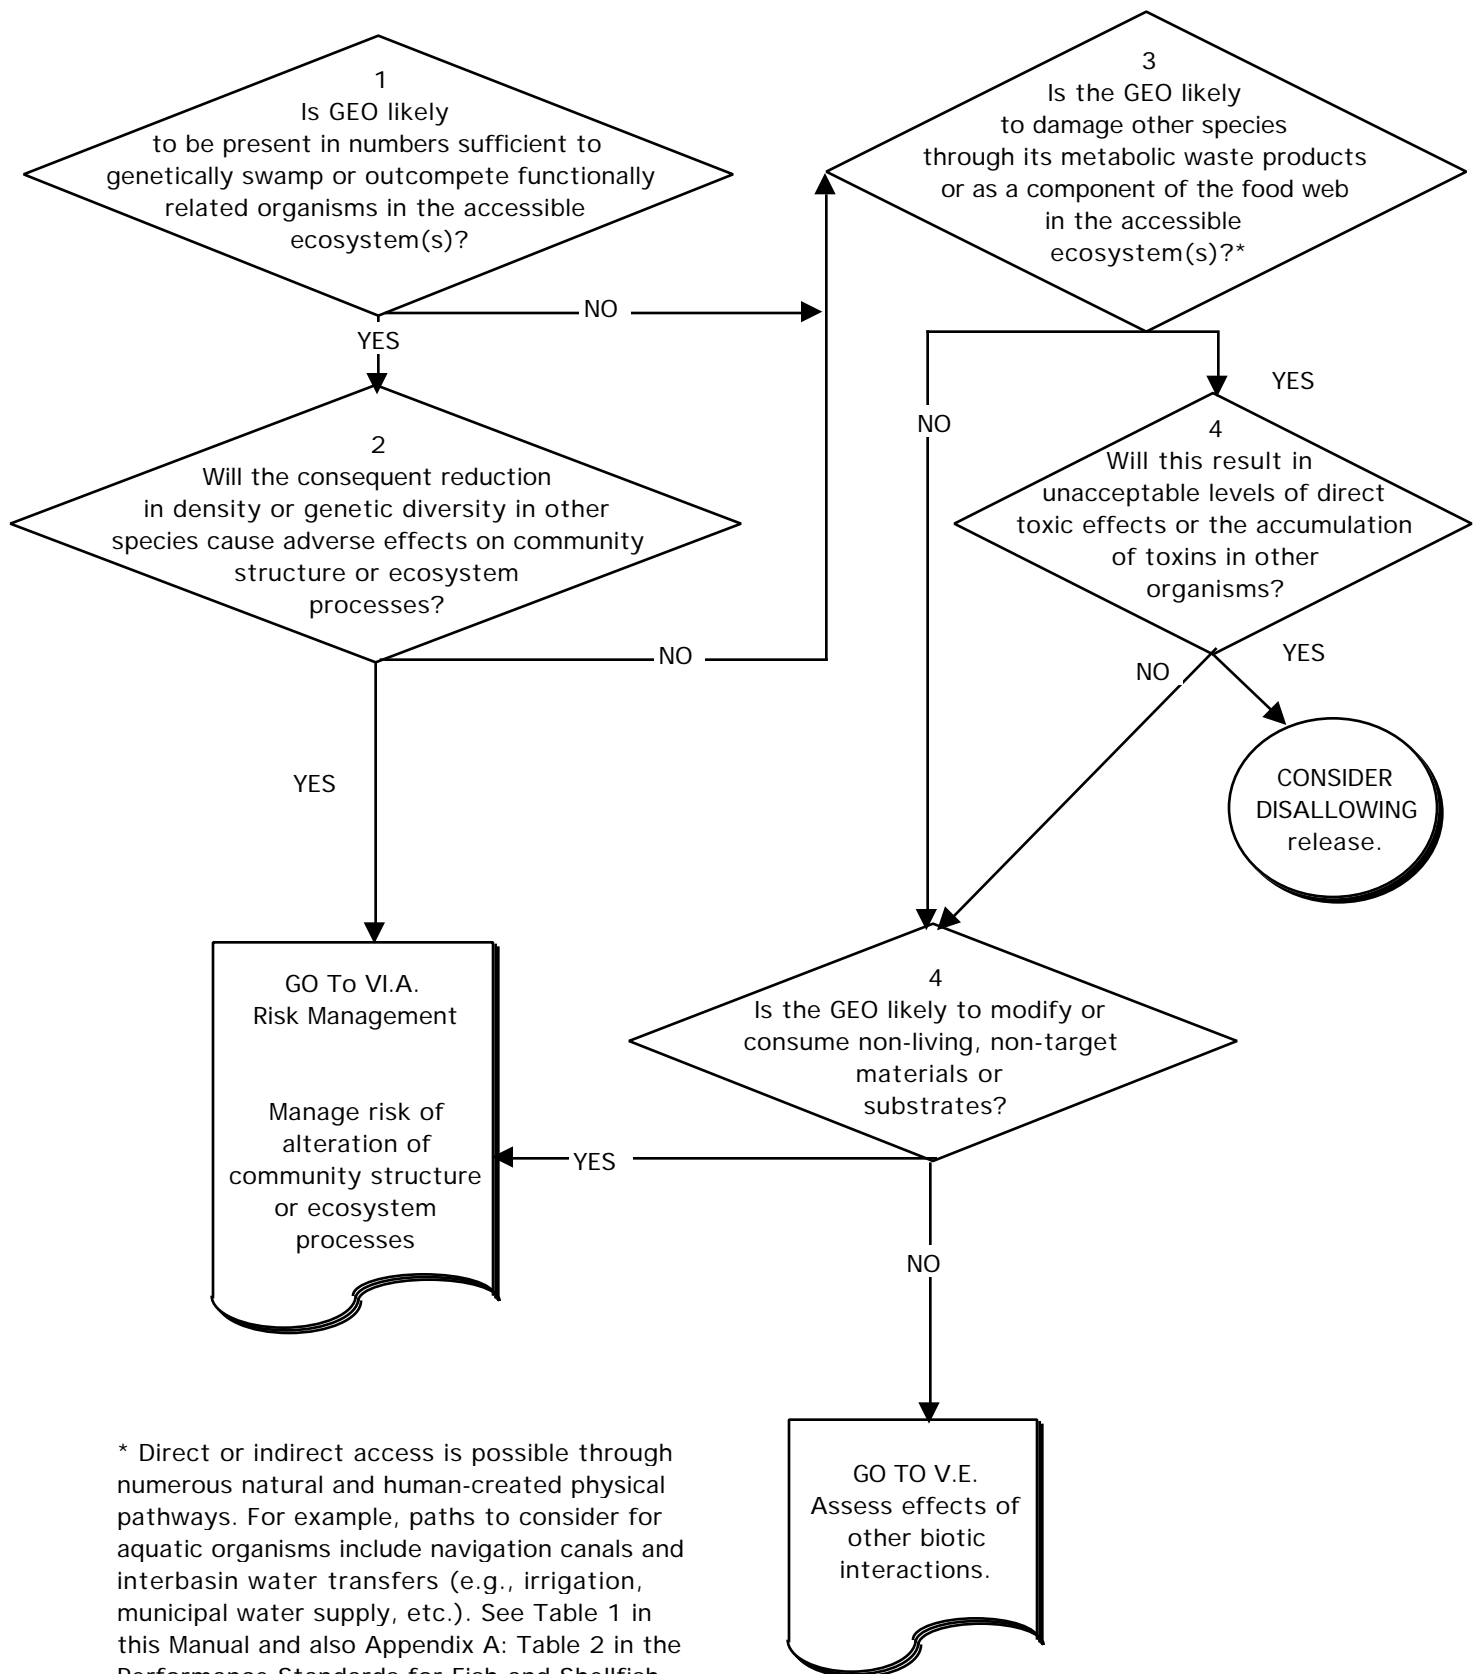 1
Is GEO likely
to be present in numbers sufficient to
genetically swamp or outcompete functionally
related organisms in the accessible
ecosystem(s)?
NO
YES
2
Will the consequent reduction
in density or genetic diversity in other
species cause adverse effects on community
structure or ecosystem
processes?
NO
YES
GO To VI.A.
Risk Management
Manage risk of
alteration of
community structure
or ecosystem
processes
3
Is the GEO likely
to damage other species
through its metabolic waste products
or as a component of the food web
in the accessible
ecosystem(s)?*
NO
YES
4
Will this result in
unacceptable levels of direct
toxic effects or the accumulation
of toxins in other
organisms?
NO
YES
CONSIDER
DISALLOWING
release.
4
Is the GEO likely to modify or
consume non-living, non-target
materials or
substrates?
YES
NO
GO TO V.E.
Assess effects of
other biotic
interactions.
* Direct or indirect access is possible through
numerous natural and human-created physical
pathways. For example, paths to consider for
aquatic organisms include navigation canals and
interbasin water transfers (e.g., irrigation,
municipal water supply, etc.). See Table 1 in
this Manual and also Appendix A: Table 2 in the
Performance Standards for Fish and Shellfish